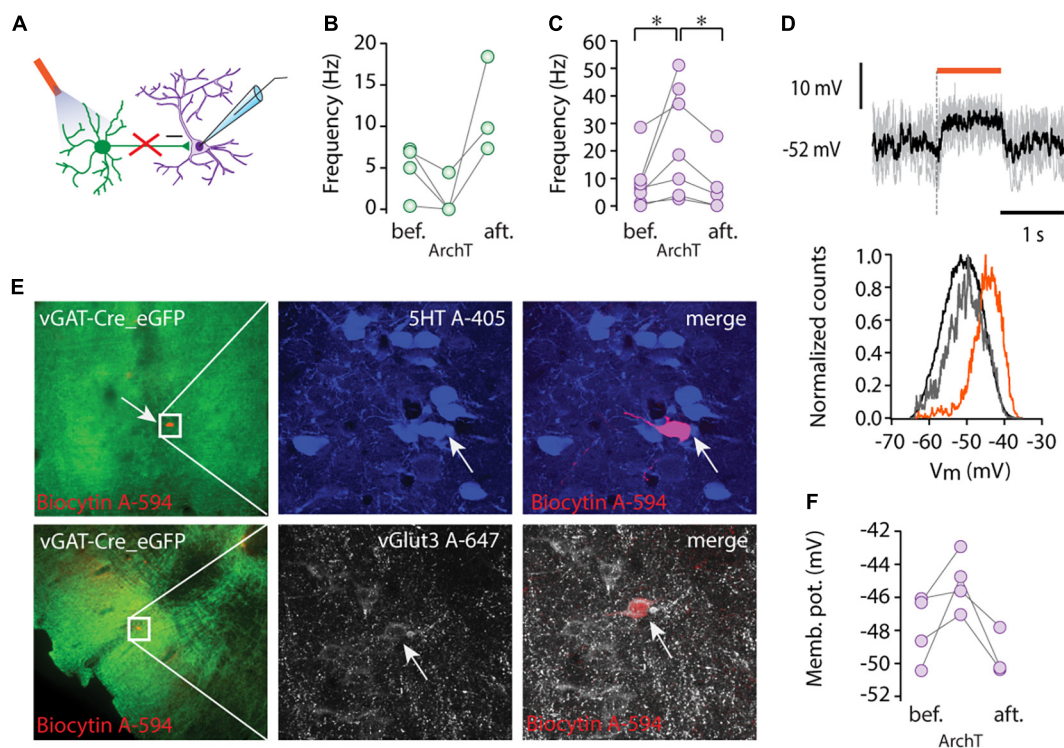 A
B
Frequency (Hz)
20
15
10
5
0
bef.
aft.
ArchT
C
* *
Frequency (Hz)
60
50
40
30
20
10
0
bef.
aft.
ArchT
D
10 mV
-52 mV
1 s
Normalized counts
1.0
0.8
0.6
0.4
0.2
0.0
-70 -60 -50 -40 -30
Vm (mV)
E
vGAT-Cre_eGFP
Biocytin A-594
5HT A-405
merge
Biocytin A-594
vGAT-Cre_eGFP
Biocytin A-594
vGlut3 A-647
merge
Biocytin A-594
F
Memb. pot. (mV)
-42
-44
-46
-48
-50
-52
bef.
aft.
ArchT